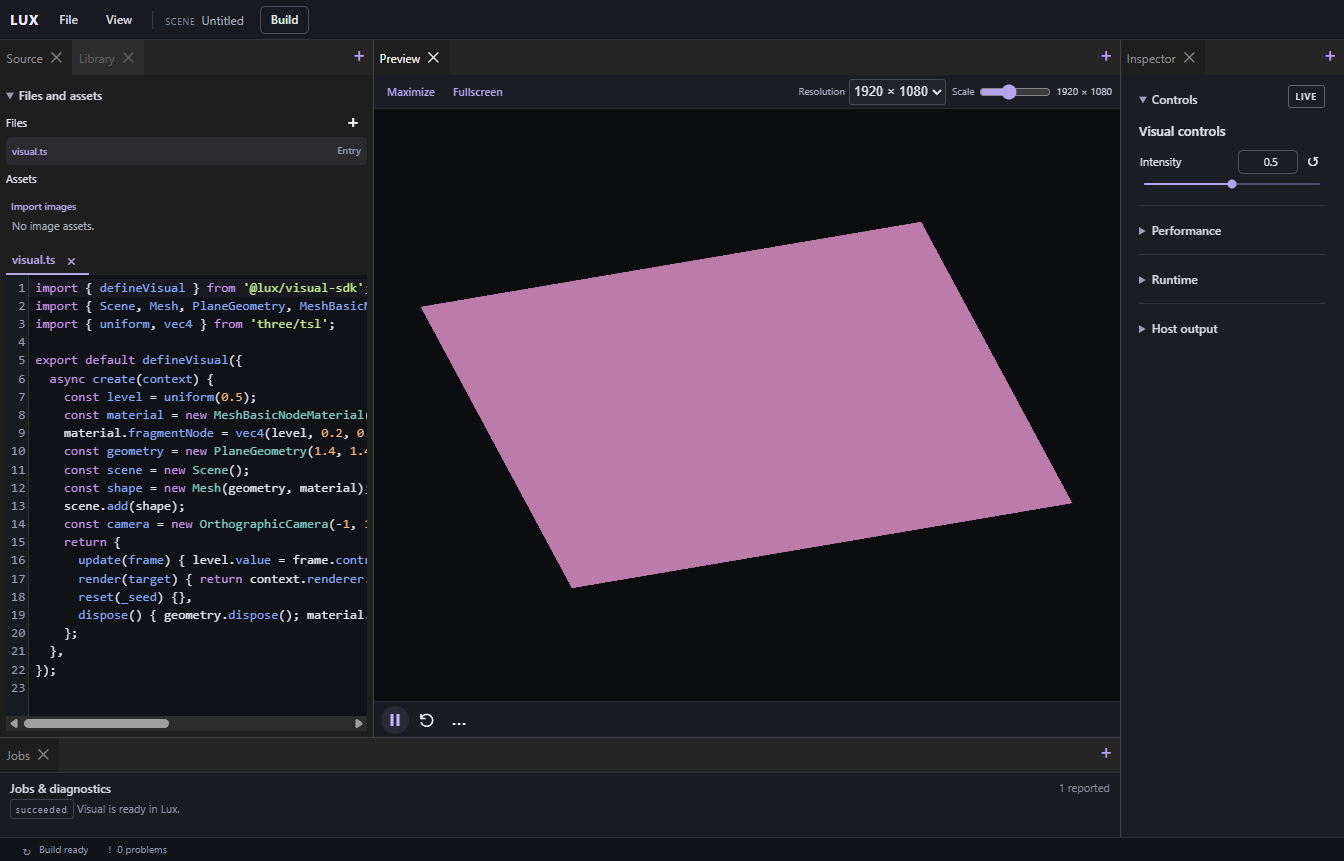 LUX File View SCENE Untitled Build
Source Library +
Preview +
Inspector +
Files and assets
Files +
visual.ts Entry
Assets
Import images
No image assets.
visual.ts ×
1 import { defineVisual } from '@lux/visual-sdk';
2 import { Scene, Mesh, PlaneGeometry, MeshBasicN
3 import { uniform, vec4 } from 'three/tsl';
4
5 export default defineVisual({
6 async create(context) {
7 const level = uniform(0.5);
8 const material = new MeshBasicNodeMaterial(
9 material.fragmentNode = vec4(level, 0.2, 0.
10 const geometry = new PlaneGeometry(1.4, 1.4
11 const scene = new Scene();
12 const shape = new Mesh(geometry, material);
13 scene.add(shape);
14 const camera = new OrthographicCamera(-1, 1
15 return {
16 update(frame) { level.value = frame.contr
17 render(target) { return context.renderer.
18 reset(_seed) {},
19 dispose() { geometry.dispose(); material.
20 };
21 },
22 });
23
Maximize Fullscreen Resolution 1920 × 1080 Scale 1920 × 1080
...
Controls LIVE
Visual controls
Intensity 0.5
Performance
Runtime
Host output
Jobs +
Jobs & diagnostics 1 reported
succeeded Visual is ready in Lux.
Build ready ! 0 problems